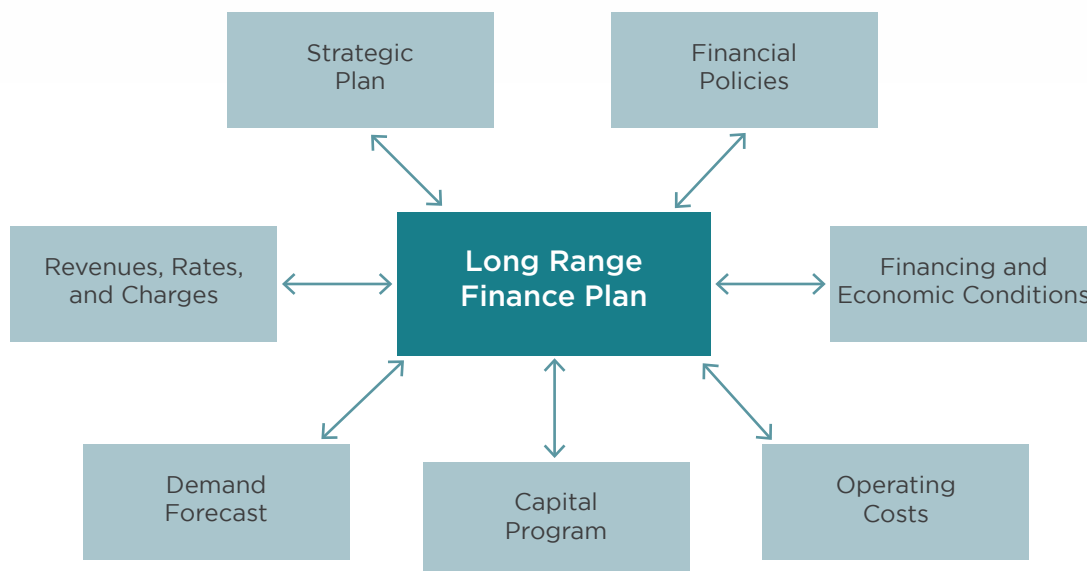 Strategic
Plan
Financial
Policies
Revenues, Rates,
and Charges
Long Range
Finance Plan
Financing and
Economic Conditions
Demand
Forecast
Capital
Program
Operating
Costs